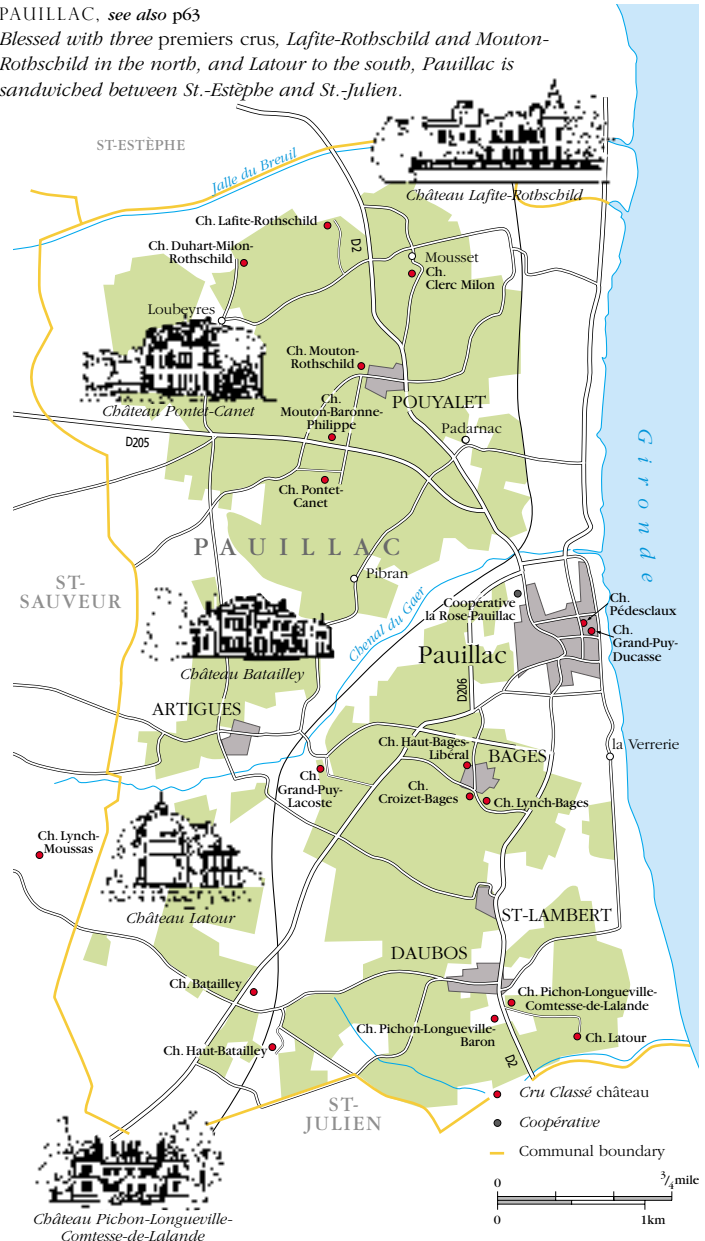 PAUILLAC, see also p63
Blessed with three premiers crus, Lafite-Rothschild and Mouton-
Rothschild in the north, and Latour to the south, Pauillac is
sandwiched between St.-Estèphe and St.-Julien.
ST-ESTÈPHE
Jalle du Breuil
Château Lafite-Rothschild
Ch. Lafite-Rothschild
D2
Ch. Duhart-Milon-
Rothschild
Mousset
Ch.
Clerc Milon
Loubeyres
Château Pontet-Canet
Ch. Mouton-
Rothschild
POUYALET
Ch.
Mouton-Baronne-
Philippe
D205
Padarnac
Gironde
Ch. Pontet-
Canet
PAUILLAC
ST-
SAUVEUR
Pibran
Chenal du Gaer
Coopérative
la Rose-Pauillac
Ch.
Pédesclaux
Ch.
Grand-Puy-
Ducasse
Pauillac
Château Batailley
D206
ARTIGUES
Ch. Haut-Bages-
Libéral
BAGES
la Verrerie
Ch.
Grand-Puy-
Lacoste
Ch.
Croizet-Bages
Ch. Lynch-Bages
Ch. Lynch-
Moussas
Château Latour
ST-LAMBERT
DAUBOS
Ch. Batailley
Ch. Pichon-Longueville-
Comtesse-de-Lalande
Ch. Pichon-Longueville-
Baron
Ch. Latour
Ch. Haut-Batailley
D2
ST-
JULIEN
Cru Classé château
Coopérative
Communal boundary
0 3/4 mile
0 1km
Château Pichon-Longueville-
Comtesse-de-Lalande